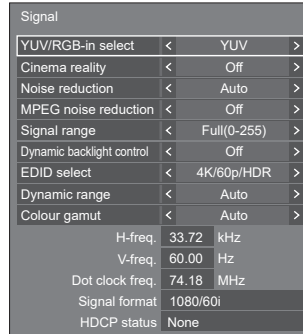 Signal
YUV/RGB-in select < YUV >
Cinema reality < Off >
Noise reduction < Auto >
MPEG noise reduction < Off >
Signal range < Full(0-255) >
Dynamic backlight control < Off >
EDID select < 4K/60p/HDR >
Dynamic range < Auto >
Colour gamut < Auto >
H-freq. 33.72 kHz
V-freq. 60.00 Hz
Dot clock freq. 74.18 MHz
Signal format 1080/60i
HDCP status None